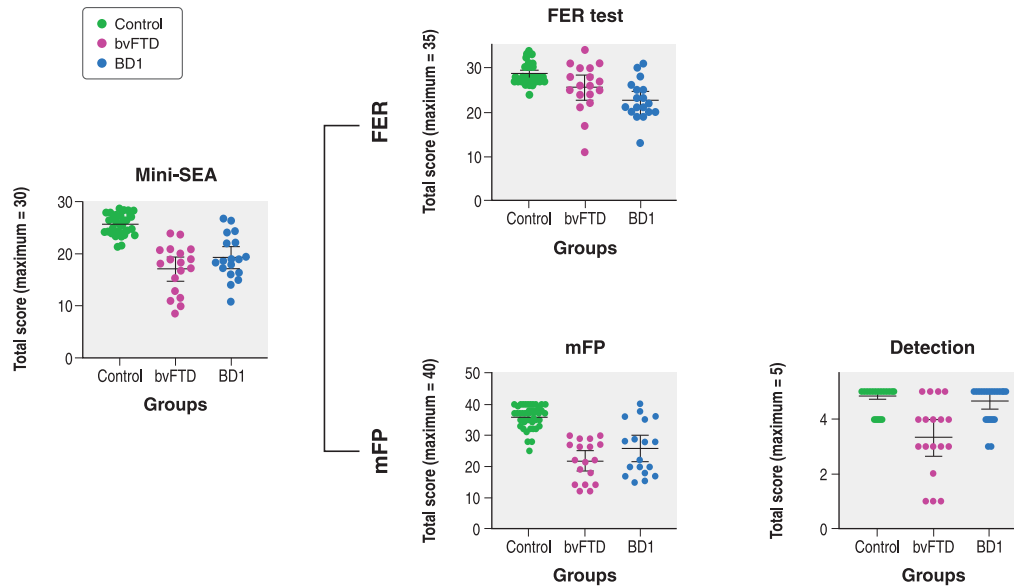 Control
bvFTD
BD1
FER test
Total score (maximum = 35)
30
20
10
0
Control bvFTD BD1
Groups
FER
Mini-SEA
Total score (maximum = 30)
30
20
10
0
Control bvFTD BD1
Groups
mFP
mFP
Total score (maximum = 40)
50
40
30
20
10
0
Control bvFTD BD1
Groups
Detection
Total score (maximum = 5)
4
2
0
Control bvFTD BD1
Groups